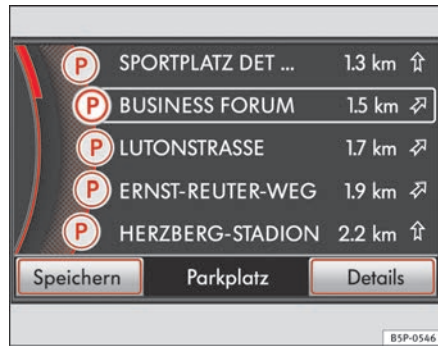 P SPORTPLATZ DET ... 1.3 km
P BUSINESS FORUM 1.5 km
P LUTONSTRASSE 1.7 km
P ERNST-REUTER-WEG 1.9 km
P HERZBERG-STADION 2.2 km
Speichern Parkplatz Details
B5P-0546